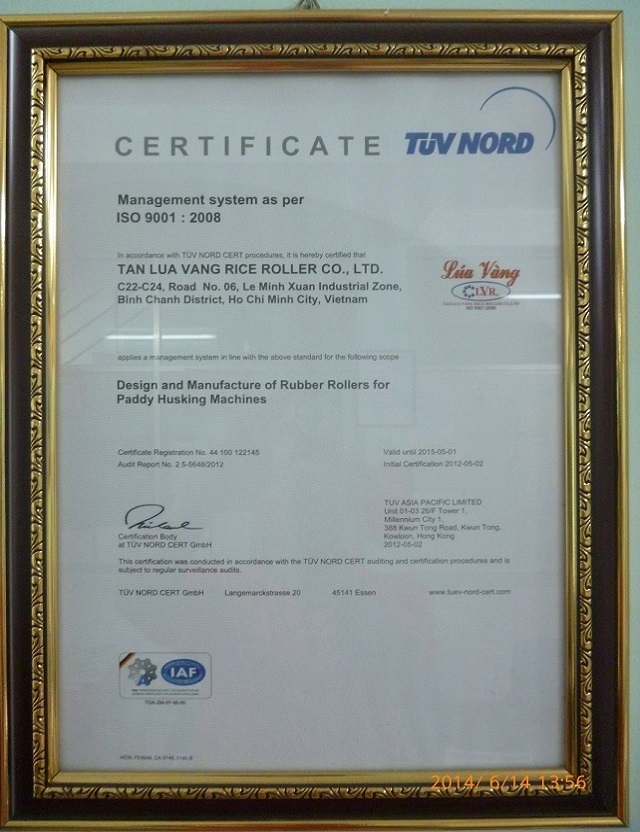 CERTIFICATE
TÜV NORD
Management system as per
ISO 9001 : 2008
In accordance with TÜV NORD CERT procedures, it is hereby certified that
TAN LUA VANG RICE ROLLER CO., LTD.
C22-C24, Road No. 06, Le Minh Xuan Industrial Zone,
Binh Chanh District, Ho Chi Minh City, Vietnam
Lúa Vàng
applies a management system in line with the above standard for the following scope
Design and Manufacture of Rubber Rollers for
Paddy Husking Machines
Certificate Registration No. 44 100 122145
Audit Report No. 2.5-5648/2012
Valid until 2015-05-01
Initial Certification 2012-05-02
Certification Body
at TÜV NORD CERT GmbH
TUV ASIA PACIFIC LIMITED
Unit 01-03 26/F Tower 1,
Millennium City 1,
388 Kwun Tong Road, Kwun Tong,
Kowloon, Hong Kong
2012-05-02
This certification was conducted in accordance with the TÜV NORD CERT auditing and certification procedures and is
subject to regular surveillance audits.
TÜV NORD CERT GmbH Langemarckstrasse 20 45141 Essen www.tuev-nord-cert.com
IAF
2014/ 6/14 13:56